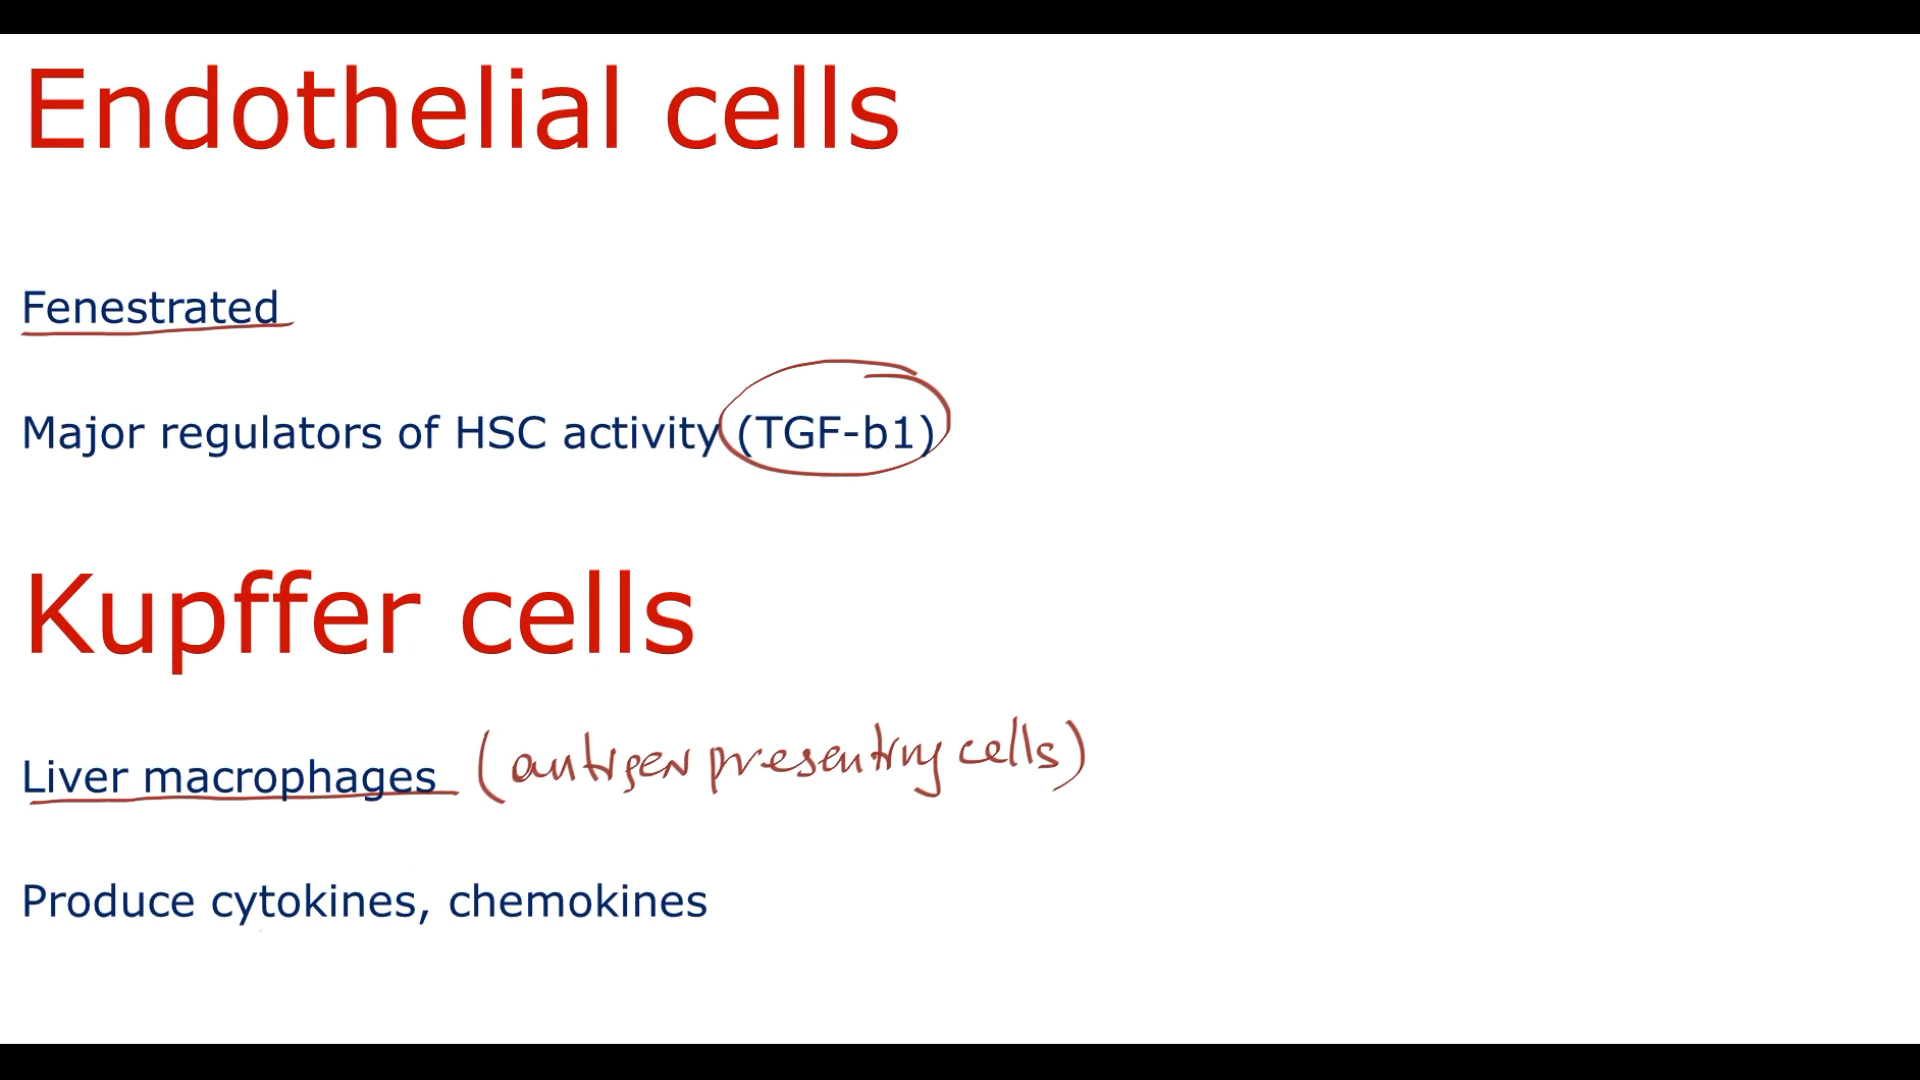 Endothelial cells
Fenestrated
Major regulators of HSC activity (TGF-b1)
Kupffer cells
Liver macrophages (antigen presenting cells)
Produce cytokines, chemokines